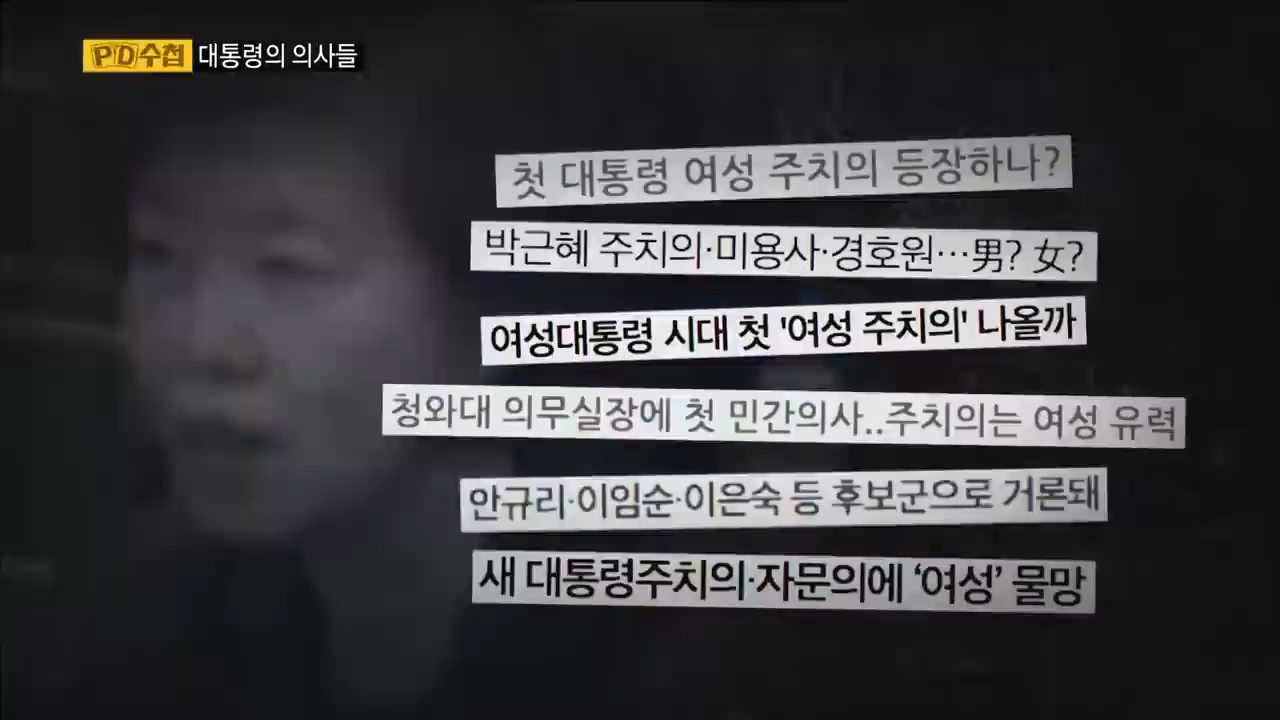 PD수첩 대통령의 의사들
첫 대통령 여성 주치의 등장하나?
박근혜 주치의·미용사·경호원…男? 女?
여성대통령 시대 첫 '여성 주치의' 나올까
청와대 의무실장에 첫 민간의사..주치의는 여성 유력
안규리·이임순·이은숙 등 후보군으로 거론돼
새 대통령주치의·자문의에 ‘여성’ 물망